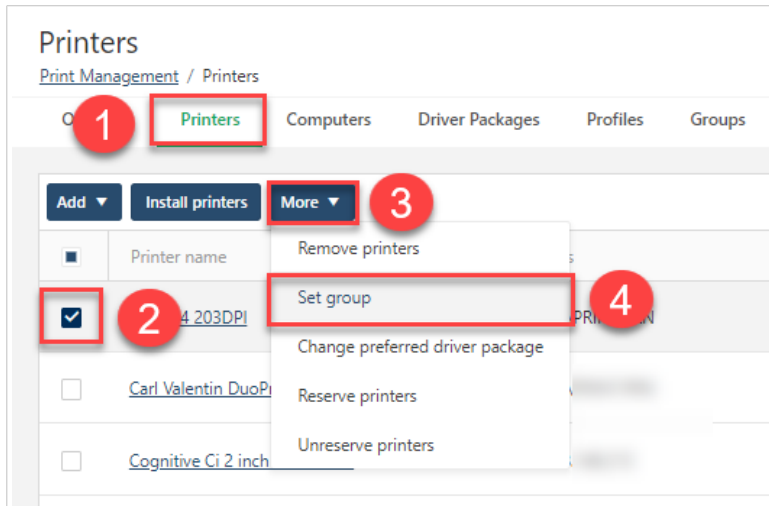 Printers
Print Management / Printers
1 Printers Computers Driver Packages Profiles Groups
Add Install printers More 3
Printer name Remove printers
Set group
2 4 203DPI 4
Change preferred driver package
Carl Valentin
Reserve printers
Unreserve printers
Cognitive Ci 2 inch